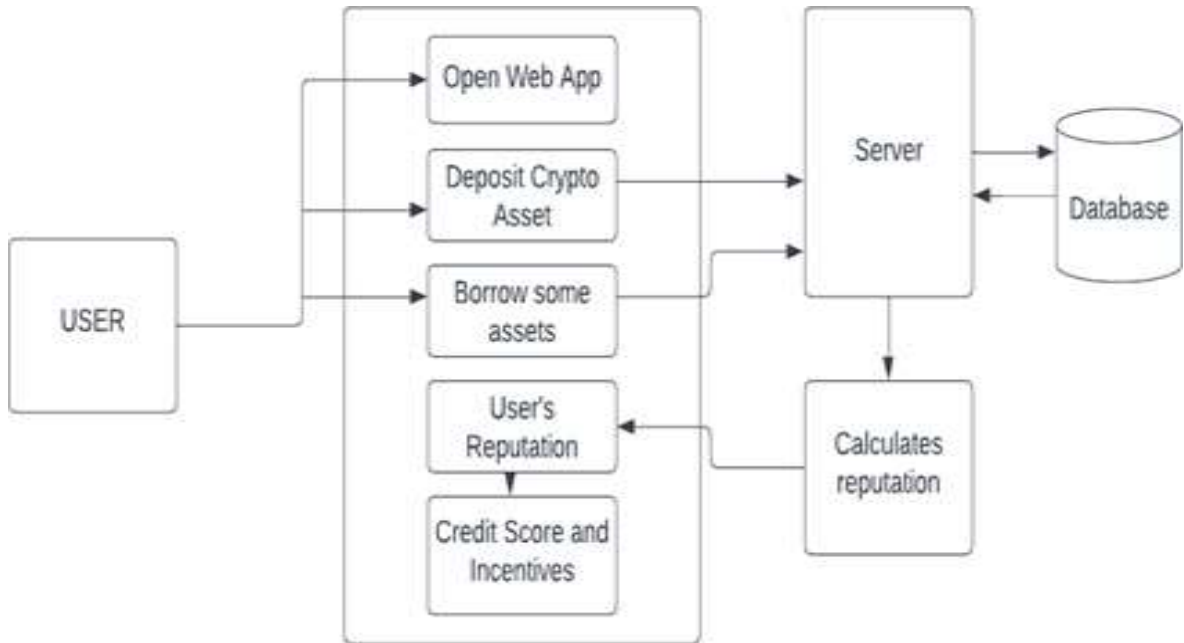 USER
Open Web App
Deposit Crypto
Asset
Borrow some
assets
User's
Reputation
Credit Score and
Incentives
Server
Database
Calculates
reputation